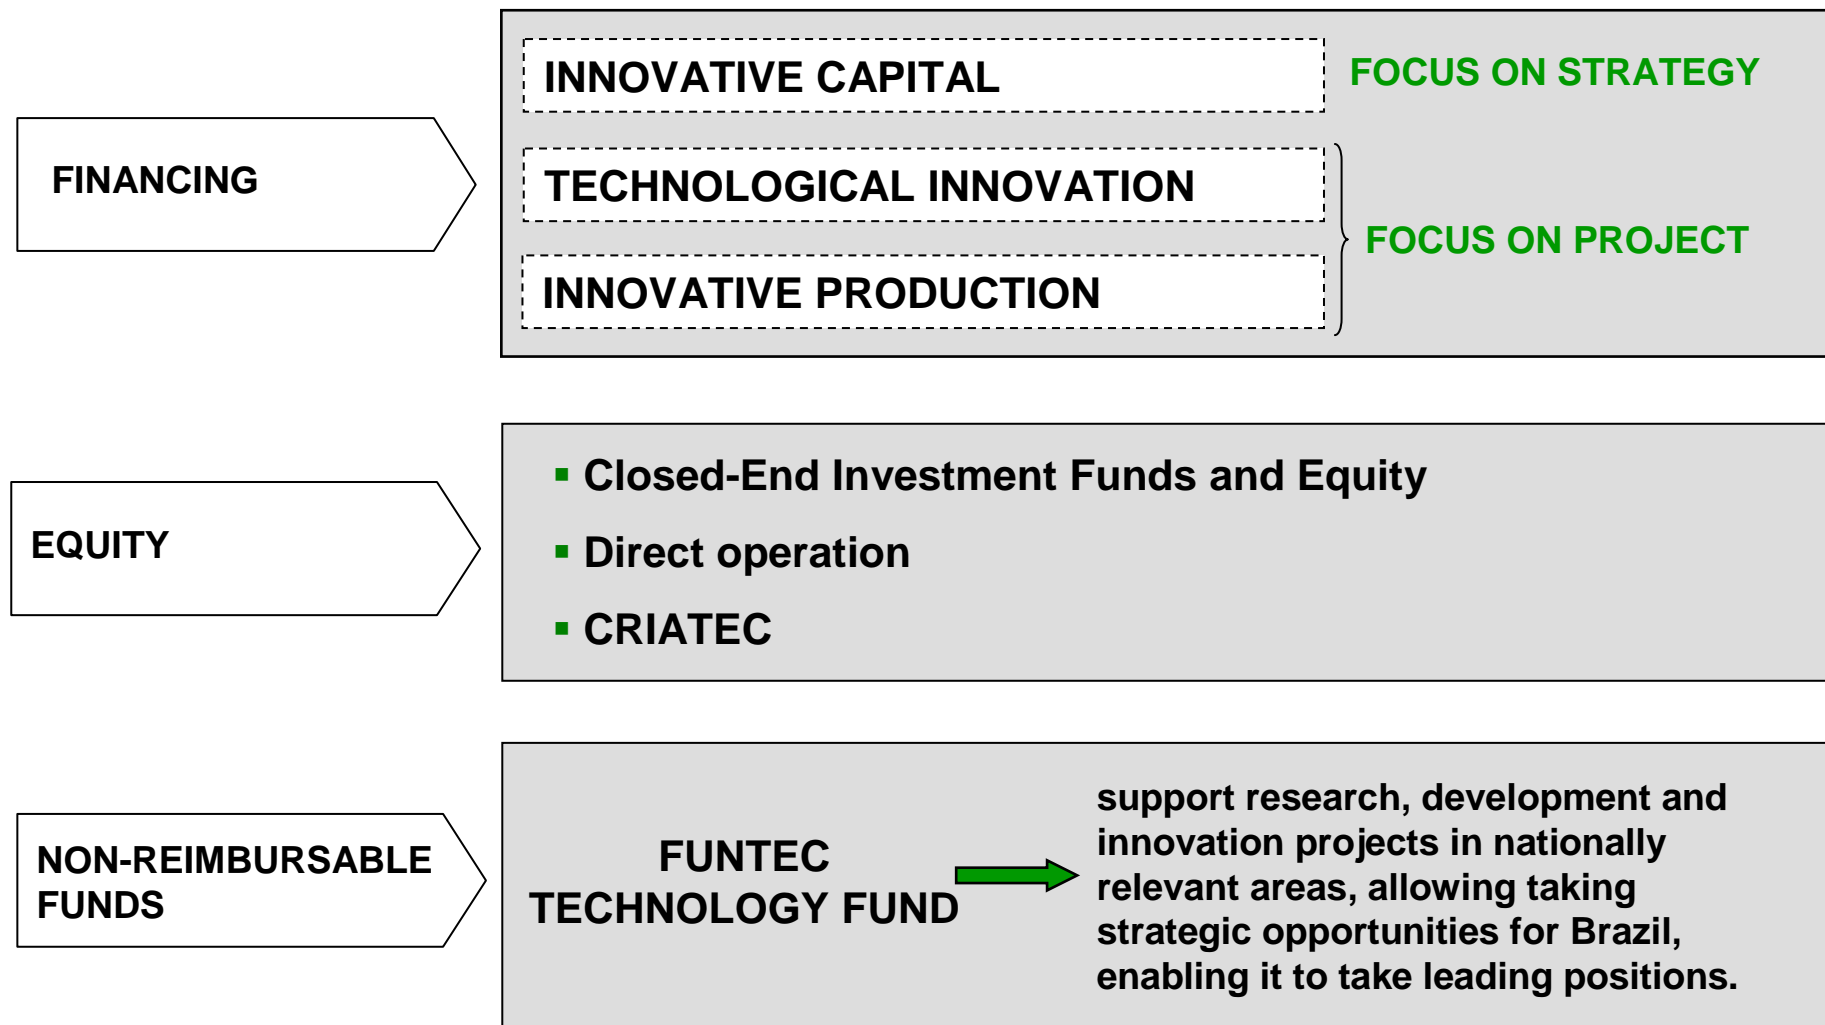 FINANCING
INNOVATIVE CAPITAL
FOCUS ON STRATEGY
TECHNOLOGICAL INNOVATION
INNOVATIVE PRODUCTION
FOCUS ON PROJECT
EQUITY
▪ Closed-End Investment Funds and Equity
▪ Direct operation
▪ CRIATEC
NON-REIMBURSABLE
FUNDS
FUNTEC
TECHNOLOGY FUND
support research, development and
innovation projects in nationally
relevant areas, allowing taking
strategic opportunities for Brazil,
enabling it to take leading positions.